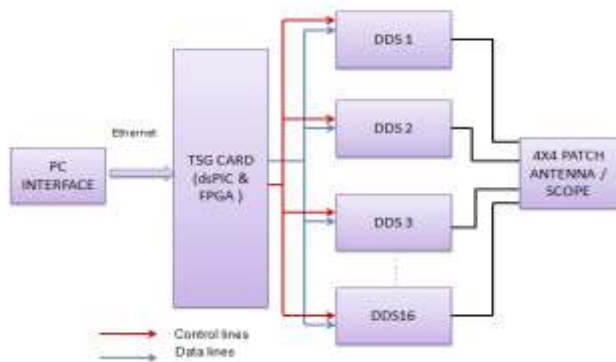 DDS 1
DDS 2
Ethernet
PC
INTERFACE
TSG CARD
(dsPIC &
FPGA )
4X4 PATCH
ANTENNA /
SCOPE
DDS 3
DDS16
Control lines
Data lines